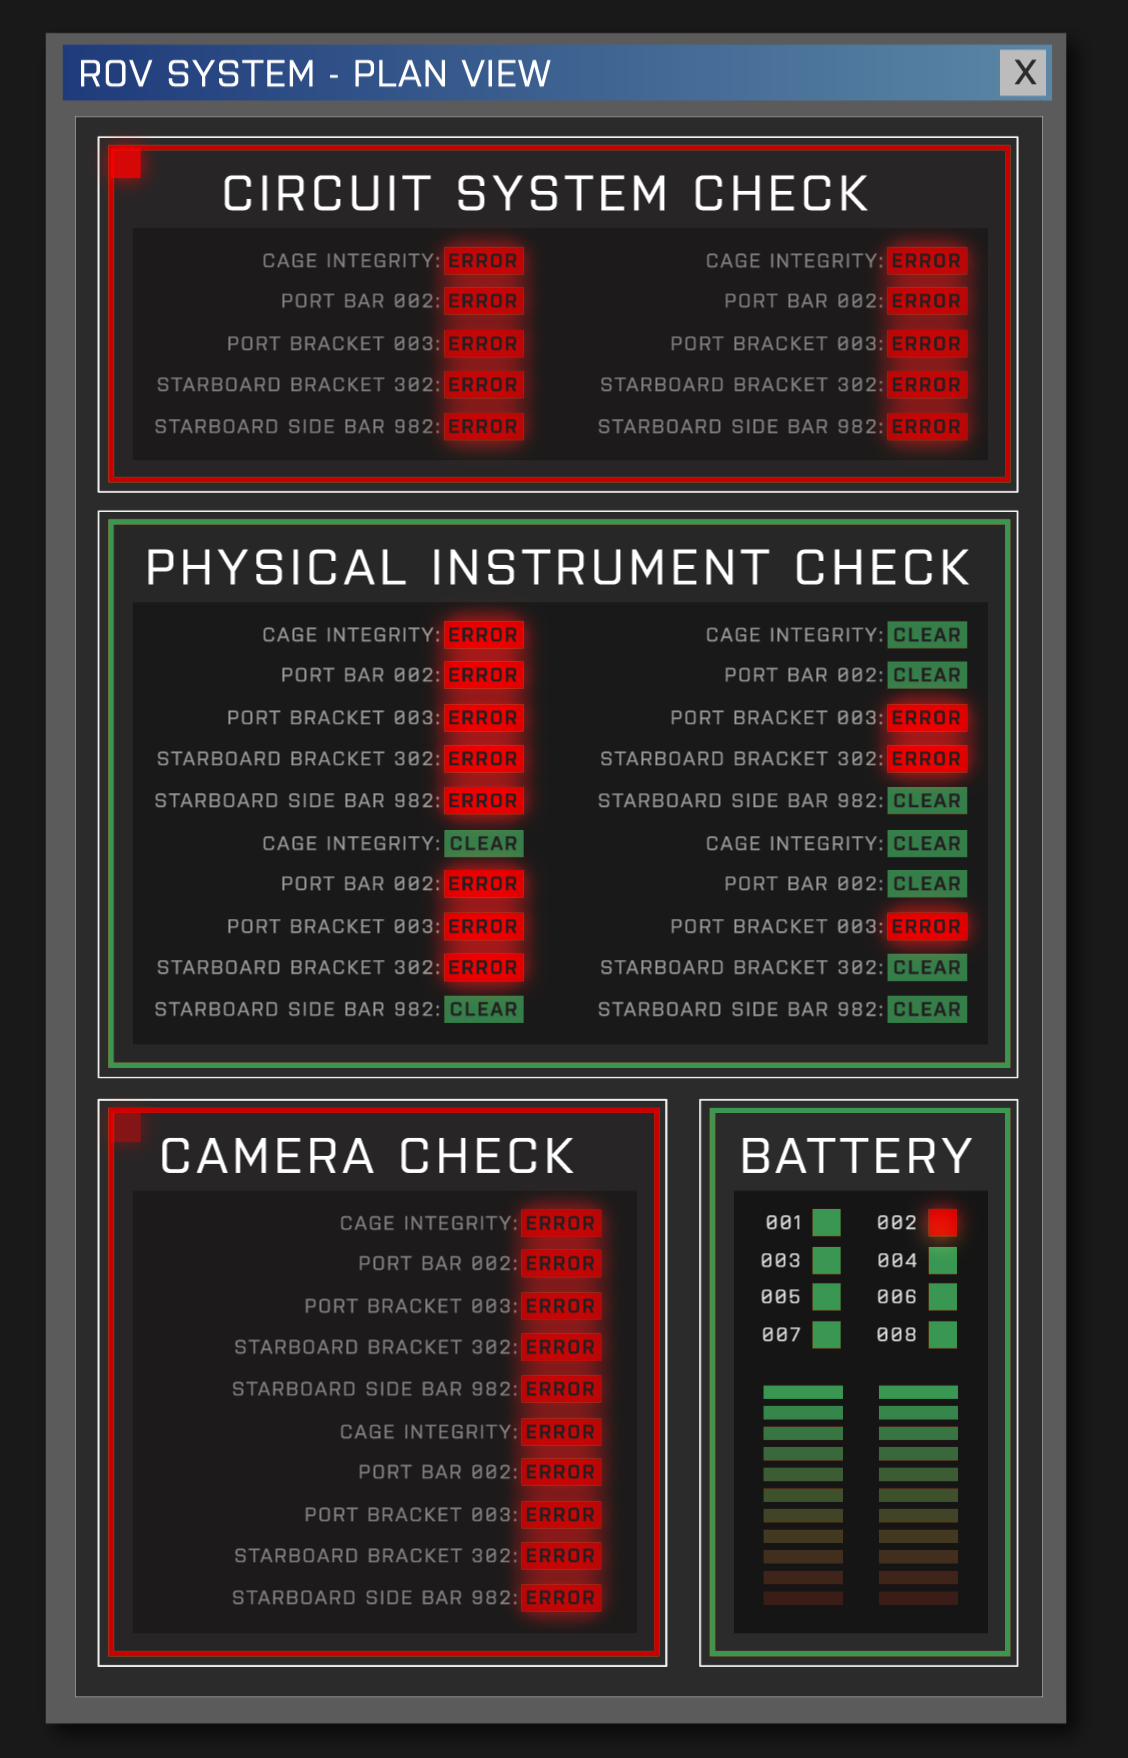 ROV SYSTEM - PLAN VIEW X
CIRCUIT SYSTEM CHECK
CAGE INTEGRITY: ERROR CAGE INTEGRITY: ERROR
PORT BAR 002: ERROR PORT BAR 002: ERROR
PORT BRACKET 003: ERROR PORT BRACKET 003: ERROR
STARBOARD BRACKET 302: ERROR STARBOARD BRACKET 302: ERROR
STARBOARD SIDE BAR 982: ERROR STARBOARD SIDE BAR 982: ERROR
PHYSICAL INSTRUMENT CHECK
CAGE INTEGRITY: ERROR CAGE INTEGRITY: CLEAR
PORT BAR 002: ERROR PORT BAR 002: CLEAR
PORT BRACKET 003: ERROR PORT BRACKET 003: ERROR
STARBOARD BRACKET 302: ERROR STARBOARD BRACKET 302: ERROR
STARBOARD SIDE BAR 982: ERROR STARBOARD SIDE BAR 982: CLEAR
CAGE INTEGRITY: CLEAR CAGE INTEGRITY: CLEAR
PORT BAR 002: ERROR PORT BAR 002: CLEAR
PORT BRACKET 003: ERROR PORT BRACKET 003: ERROR
STARBOARD BRACKET 302: ERROR STARBOARD BRACKET 302: CLEAR
STARBOARD SIDE BAR 982: CLEAR STARBOARD SIDE BAR 982: CLEAR
CAMERA CHECK
CAGE INTEGRITY: ERROR
PORT BAR 002: ERROR
PORT BRACKET 003: ERROR
STARBOARD BRACKET 302: ERROR
STARBOARD SIDE BAR 982: ERROR
CAGE INTEGRITY: ERROR
PORT BAR 002: ERROR
PORT BRACKET 003: ERROR
STARBOARD BRACKET 302: ERROR
STARBOARD SIDE BAR 982: ERROR
BATTERY
001 002
003 004
005 006
007 008